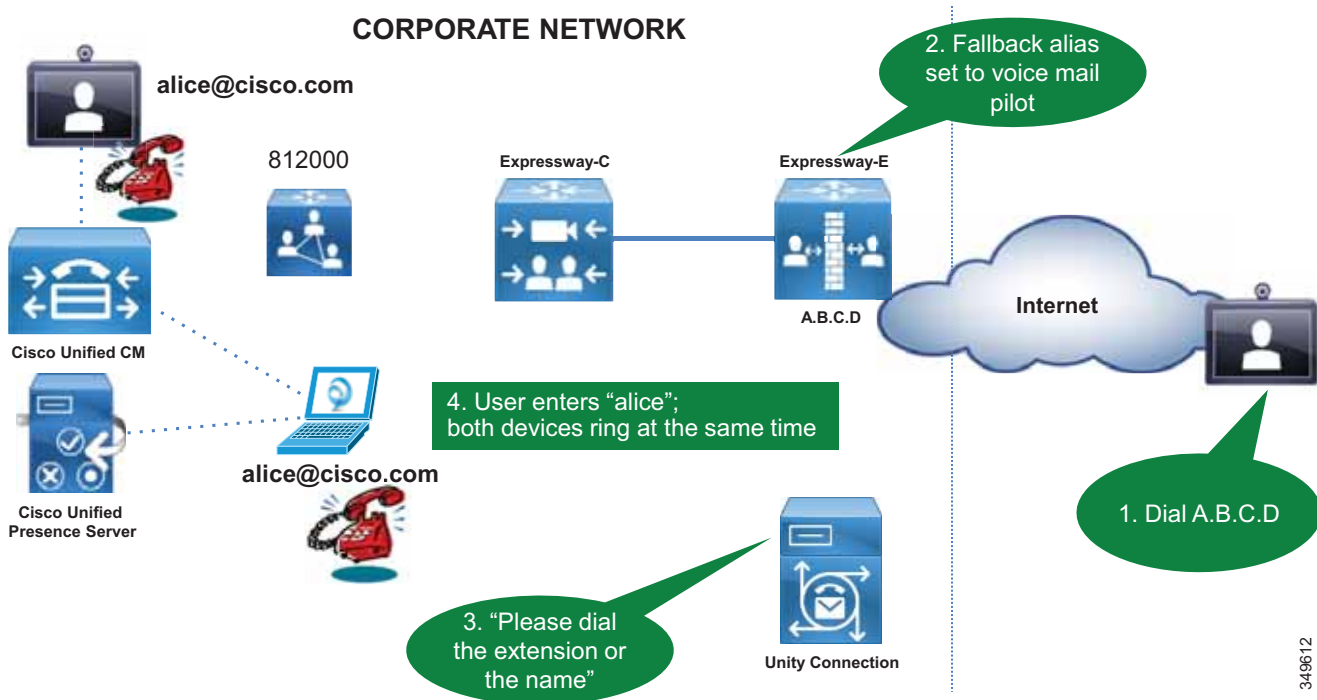 CORPORATE NETWORK
2. Fallback alias
set to voice mail
pilot
alice@cisco.com
812000
Expressway-C
Expressway-E
A.B.C.D
Internet
Cisco Unified CM
4. User enters “alice”;
both devices ring at the same time
alice@cisco.com
Cisco Unified
Presence Server
1. Dial A.B.C.D
3. “Please dial
the extension or
the name”
Unity Connection
349612